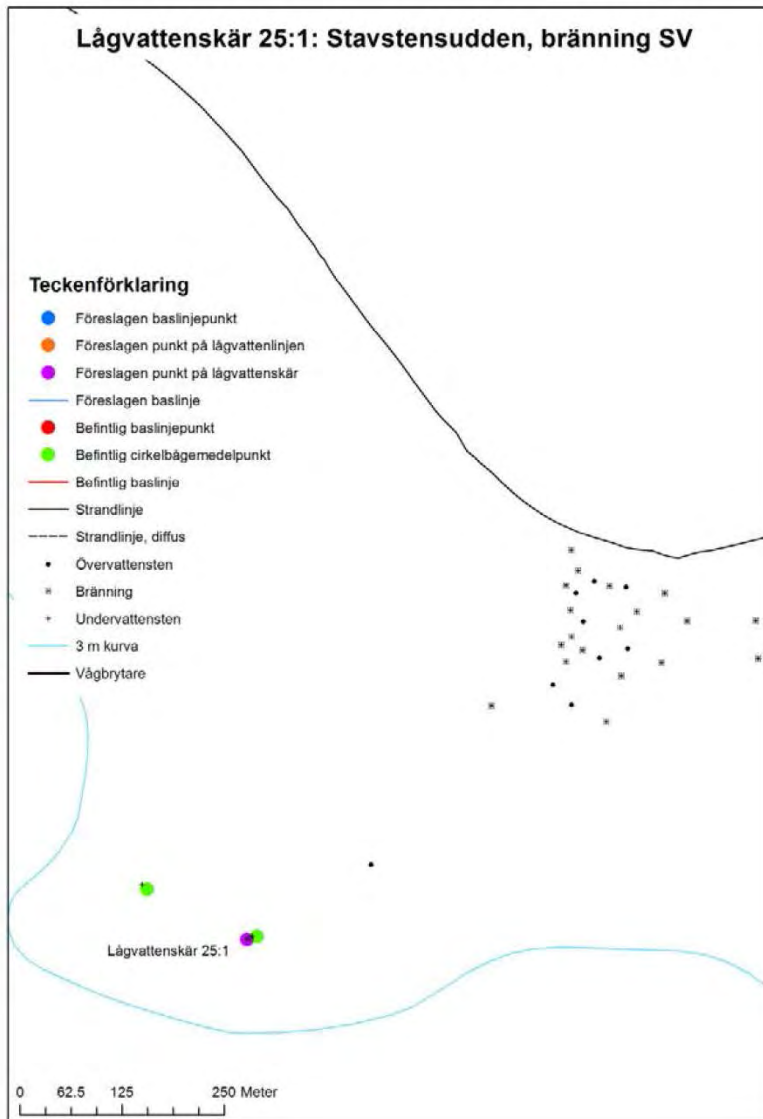 Lågvattenskär 25:1: Stavstensudden, bränning SV
Teckenförklaring
Föreslagen baslinjepunkt
Föreslagen punkt på lågvattenlinjen
Föreslagen punkt på lågvattenskär
Föreslagen baslinje
Befintlig baslinjepunkt
Befintlig cirkelbågemedelpunkt
Befintlig baslinje
Strandlinje
Strandlinje, diffus
Övervattensten
Bränning
Undervattensten
3 m kurva
Vågbrytare
Lågvattenskär 25:1
0 62.5 125 250 Meter